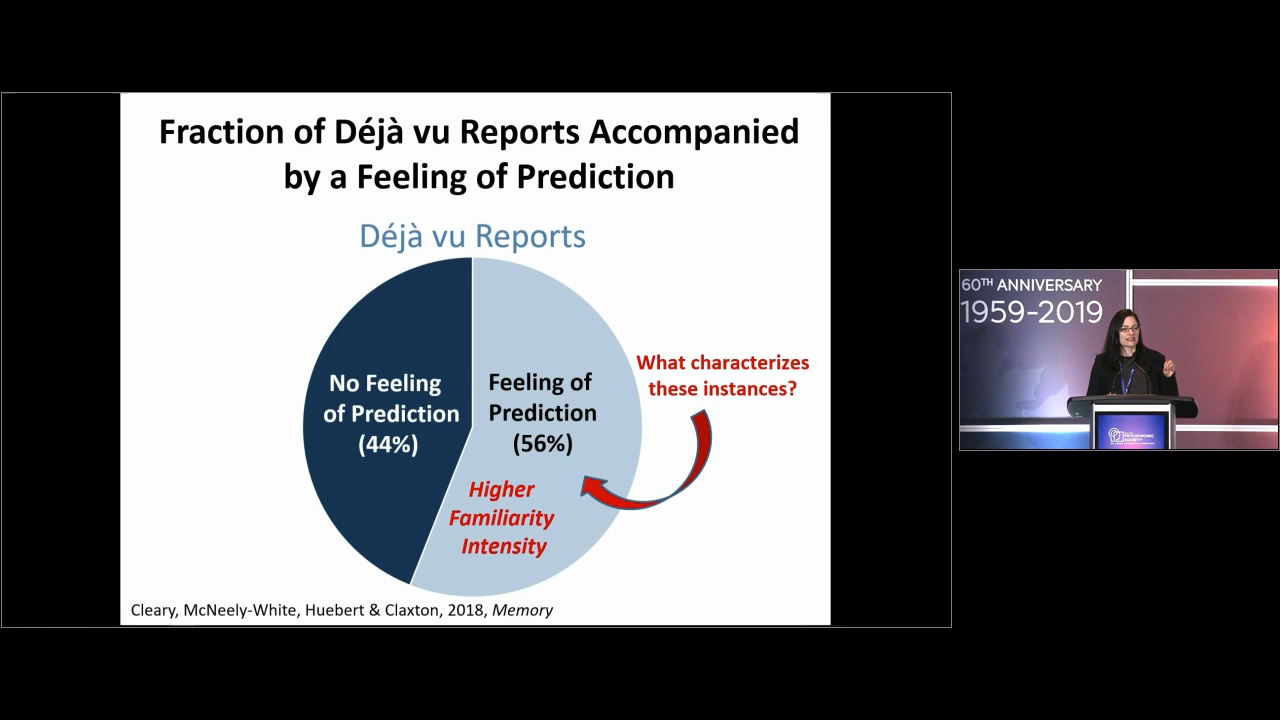 Fraction of Déjà vu Reports Accompanied
by a Feeling of Prediction
Déjà vu Reports
No Feeling
of Prediction
(44%)
Feeling of
Prediction
(56%)
What characterizes
these instances?
Higher
Familiarity
Intensity
Cleary, McNeely-White, Huebert & Claxton, 2018, Memory
60TH ANNIVERSARY
1959-2019
PSYCHONOMIC
SOCIETY